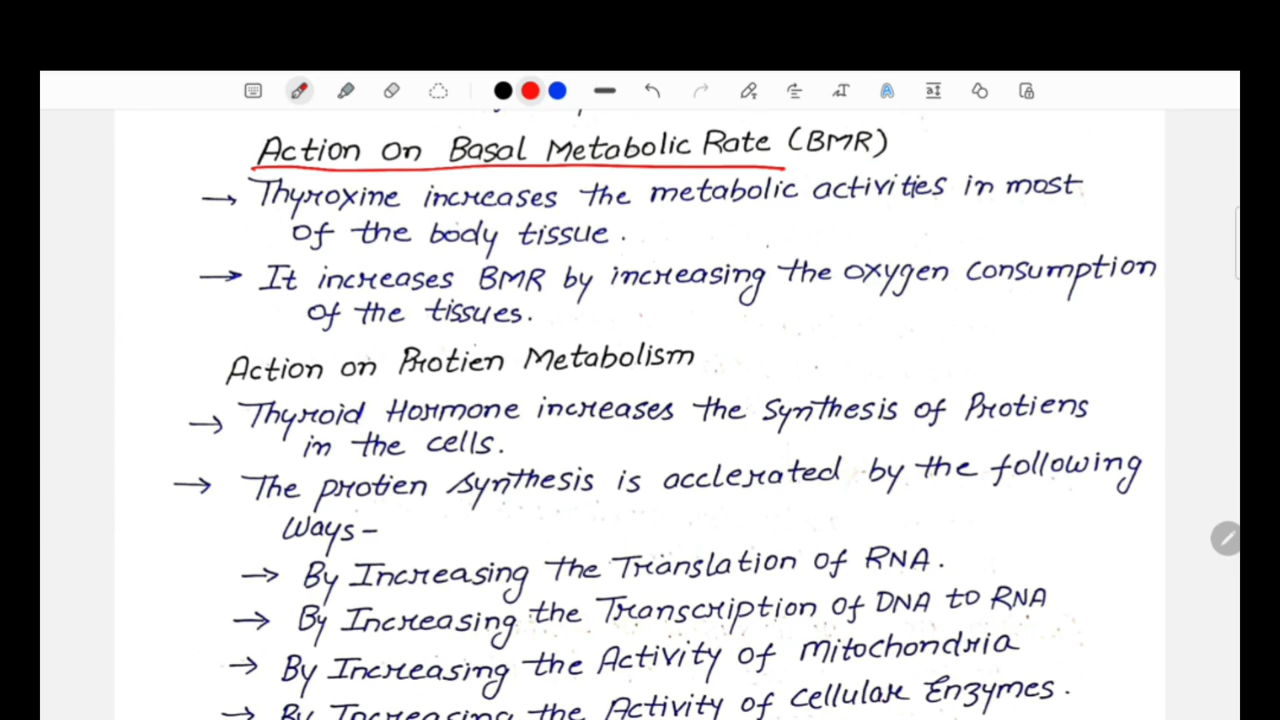 Action on Basal Metabolic Rate (BMR)
→ Thyroxine increases the metabolic activities in most
of the body tissue.
→ It increases BMR by increasing the oxygen consumption
of the tissues.
Action on Protien Metabolism
→ Thyroid Hormone increases the Synthesis of Protiens
in the cells.
→ The protien synthesis is acclerated by the following
ways-
→ By Increasing the Translation of RNA.
→ By Increasing the Transcription of DNA to RNA
→ By Increasing the Activity of mitochondria
→ By Increasing the Activity of cellular Enzymes.